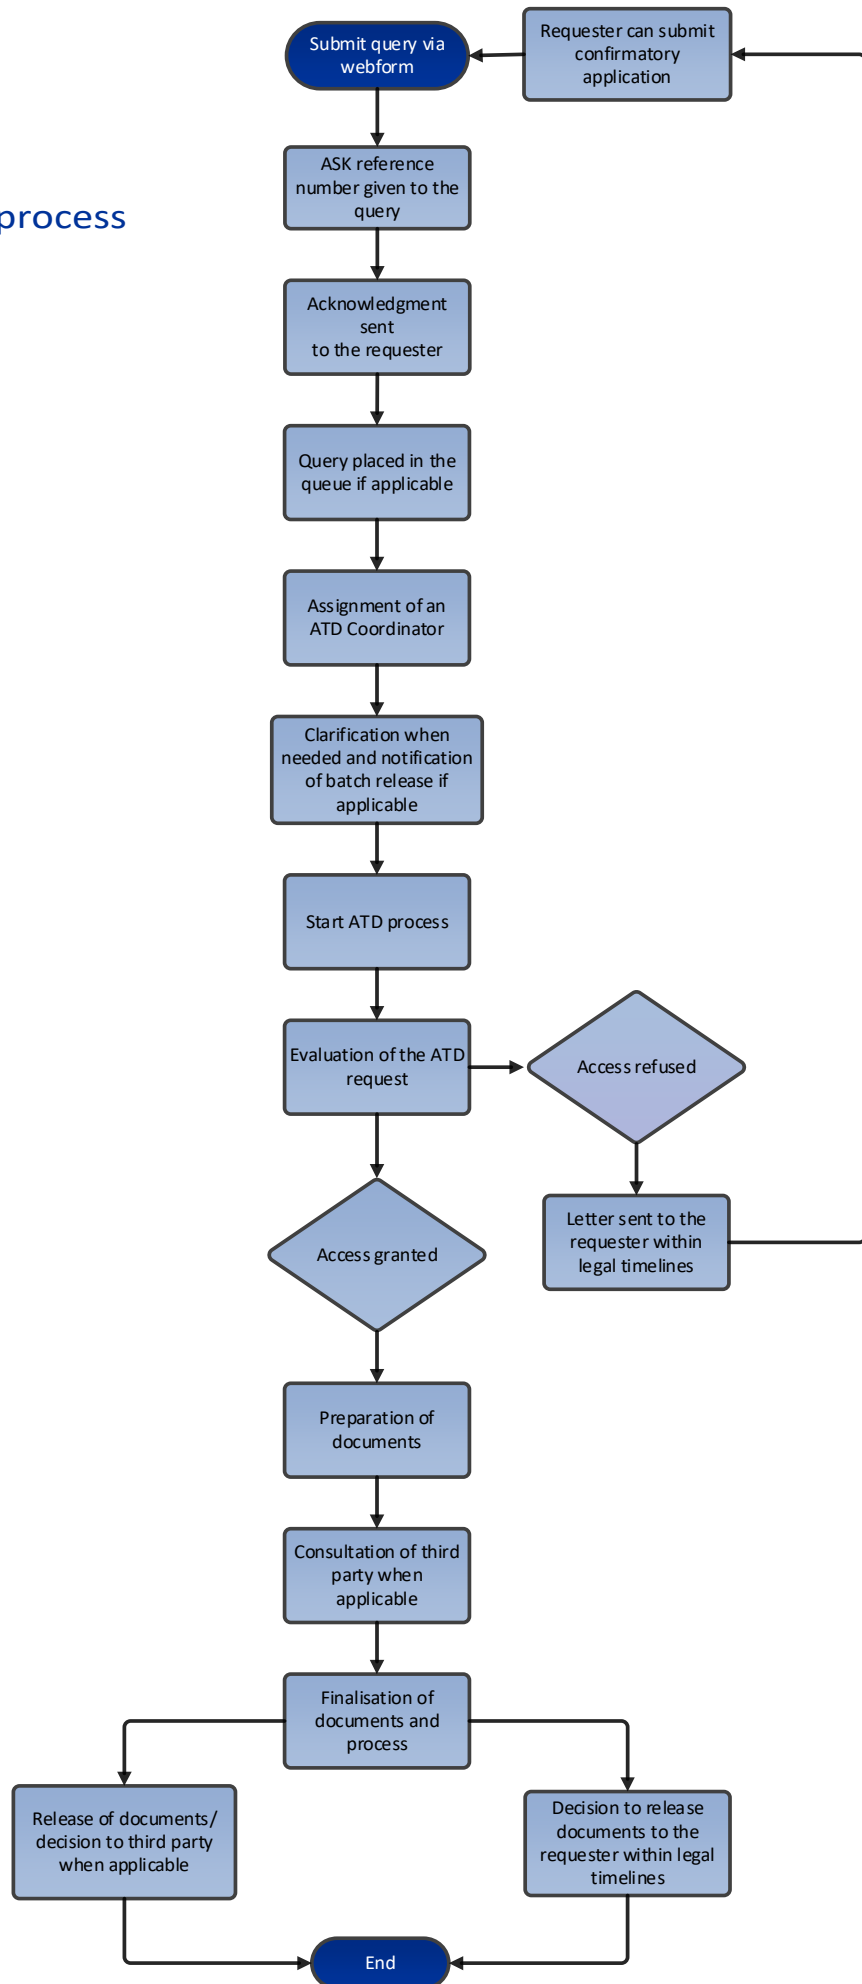 Submit query via
webform
Requester can submit
confirmatory
application
ASK reference
number given to the
query
process
Acknowledgment
sent
to the requester
Query placed in the
queue if applicable
Assignment of an
ATD Coordinator
Clarification when
needed and notification
of batch release if
applicable
Start ATD process
Evaluation of the ATD
request
Access refused
Letter sent to the
requester within
legal timelines
Access granted
Preparation of
documents
Consultation of third
party when
applicable
Finalisation of
documents and
process
Release of documents/
decision to third party
when applicable
Decision to release
documents to the
requester within legal
timelines
End